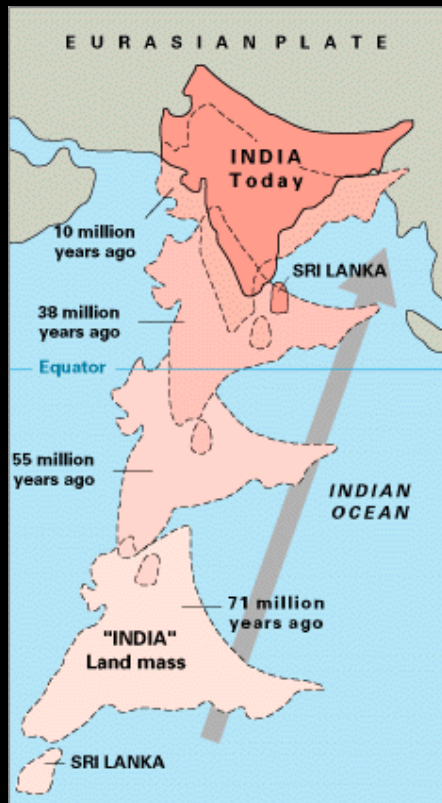 EURASIAN PLATE
INDIA
Today
10 million
years ago
SRI LANKA
38 million
years ago
Equator
55 million
years ago
INDIAN
OCEAN
71 million
years ago
"INDIA"
Land mass
SRI LANKA